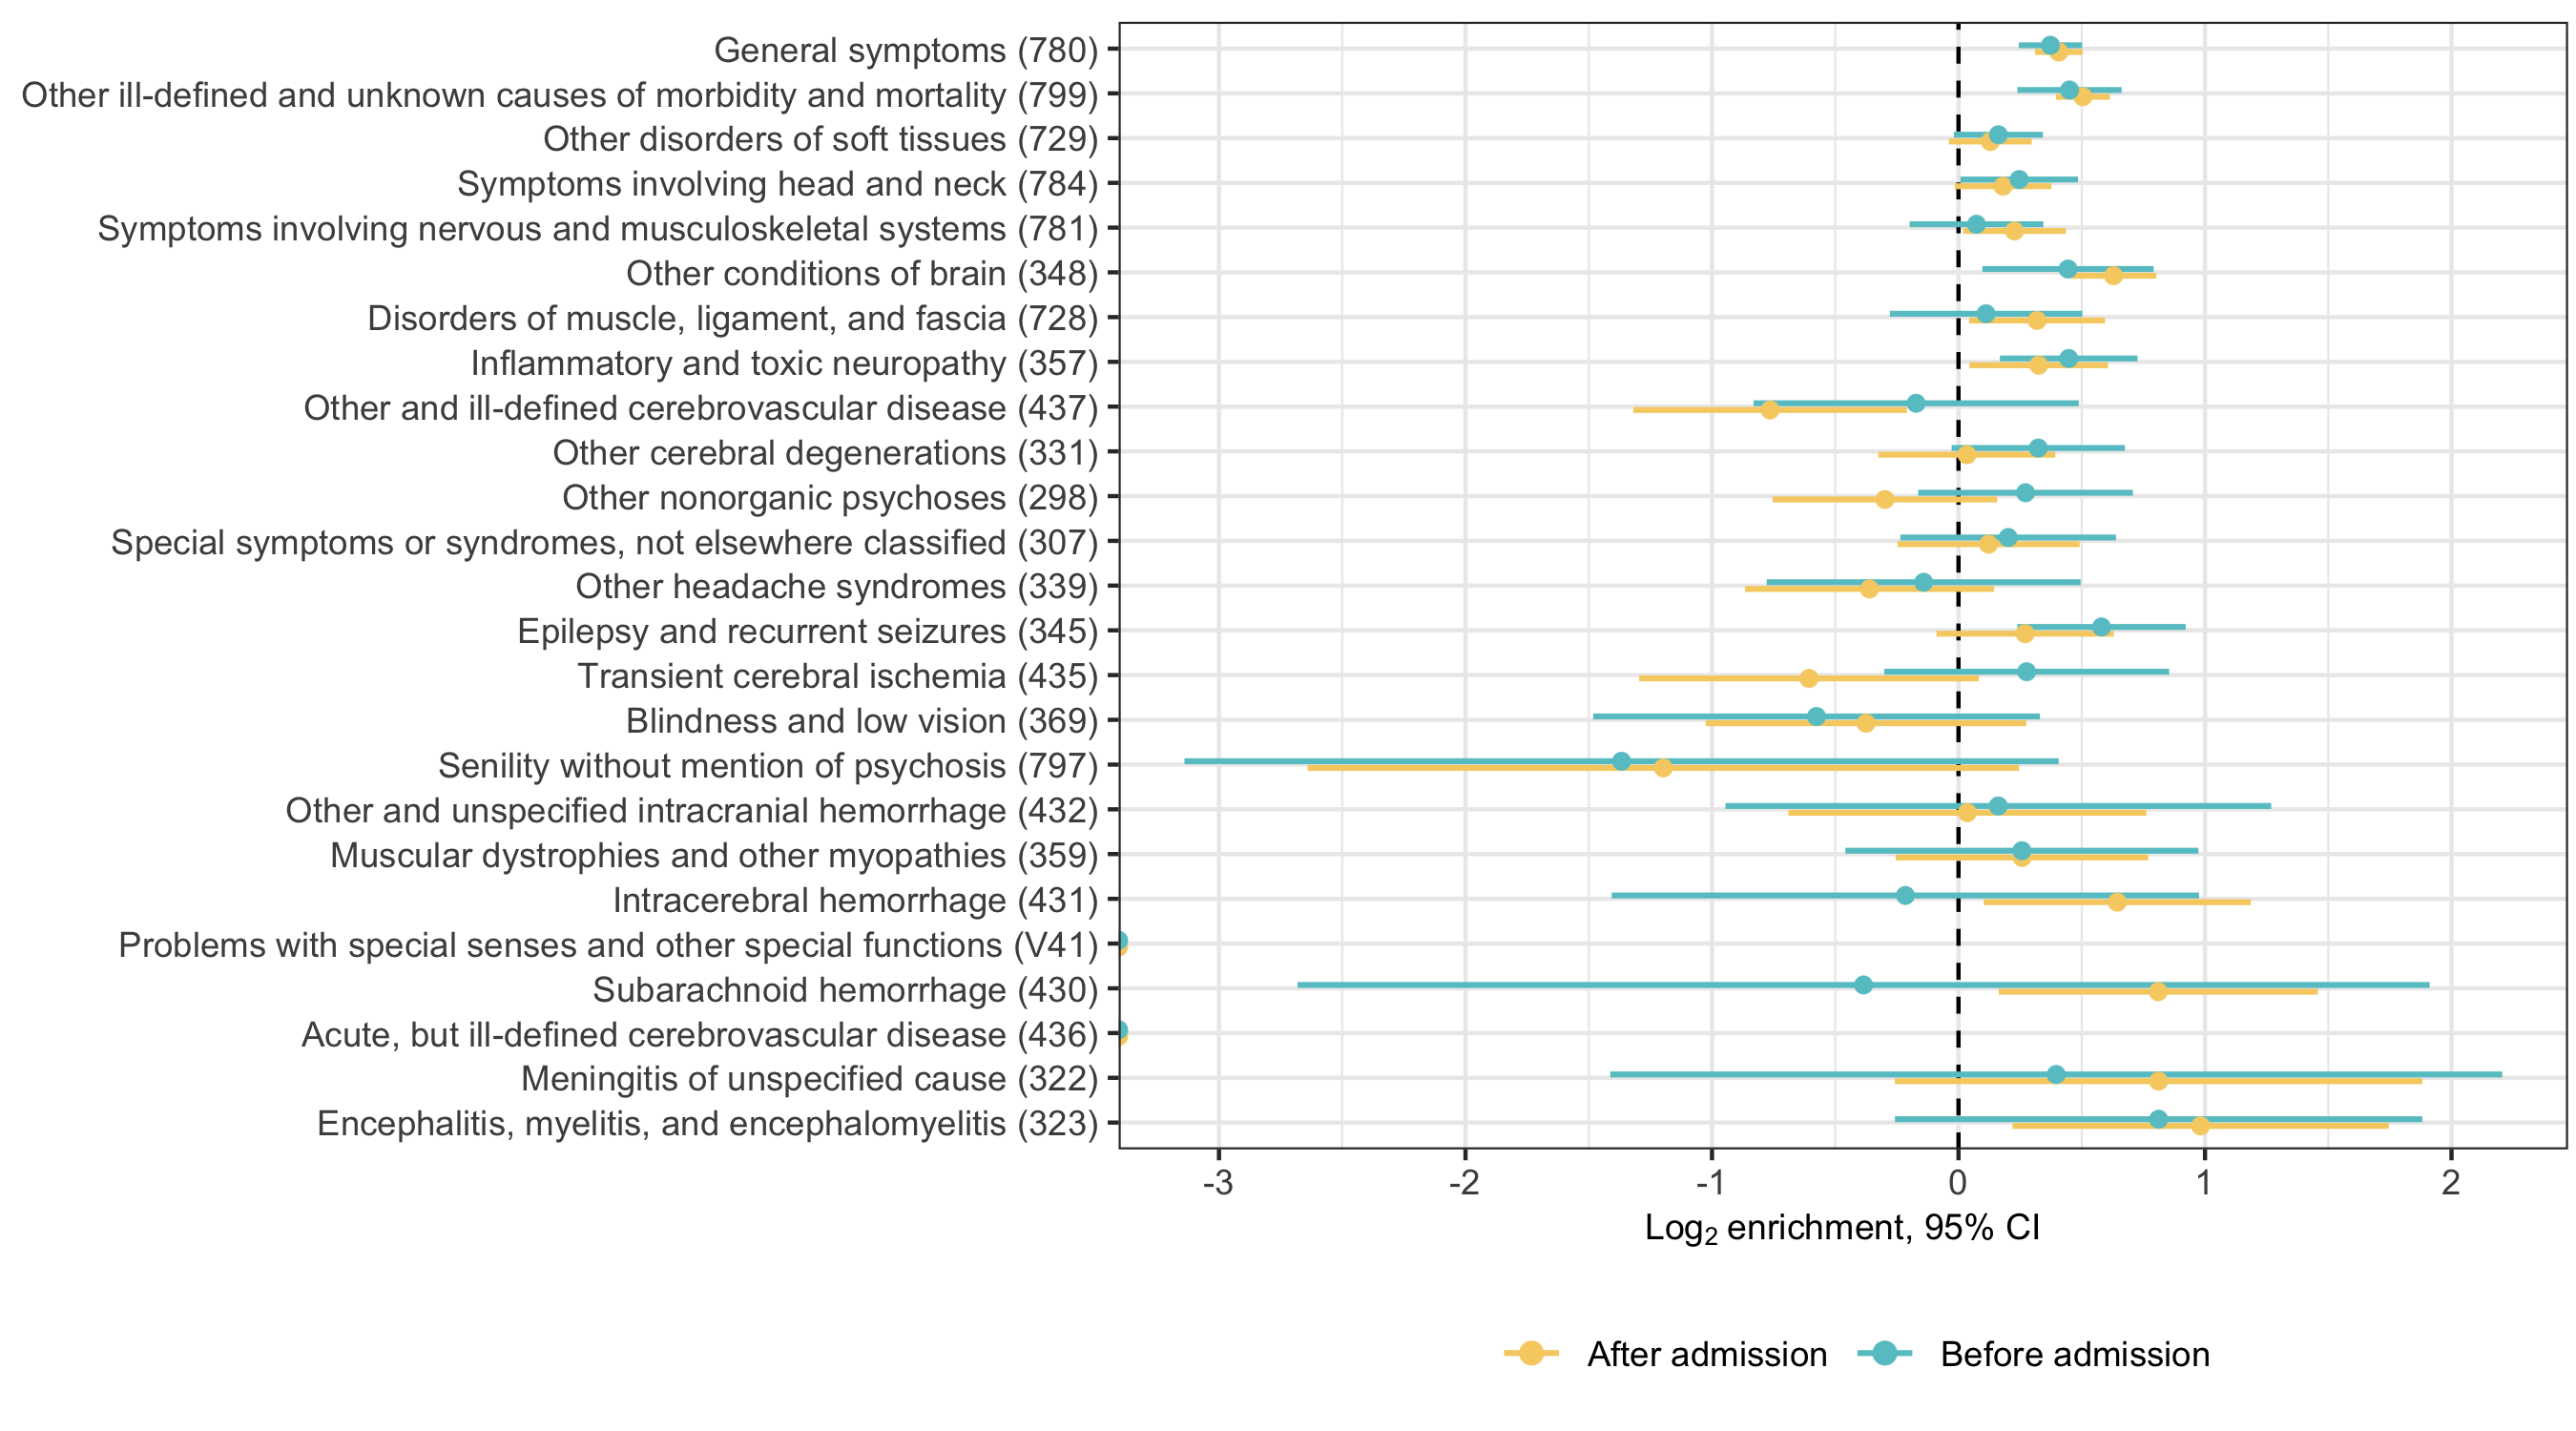 General symptoms (780)
Other ill-defined and unknown causes of morbidity and mortality (799)
Other disorders of soft tissues (729)
Symptoms involving head and neck (784)
Symptoms involving nervous and musculoskeletal systems (781)
Other conditions of brain (348)
Disorders of muscle, ligament, and fascia (728)
Inflammatory and toxic neuropathy (357)
Other and ill-defined cerebrovascular disease (437)
Other cerebral degenerations (331)
Other nonorganic psychoses (298)
Special symptoms or syndromes, not elsewhere classified (307)
Other headache syndromes (339)
Epilepsy and recurrent seizures (345)
Transient cerebral ischemia (435)
Blindness and low vision (369)
Senility without mention of psychosis (797)
Other and unspecified intracranial hemorrhage (432)
Muscular dystrophies and other myopathies (359)
Intracerebral hemorrhage (431)
Problems with special senses and other special functions (V41)
Subarachnoid hemorrhage (430)
Acute, but ill-defined cerebrovascular disease (436)
Meningitis of unspecified cause (322)
Encephalitis, myelitis, and encephalomyelitis (323)
-3 -2 -1 0 1 2
Log₂ enrichment, 95% CI
After admission Before admission